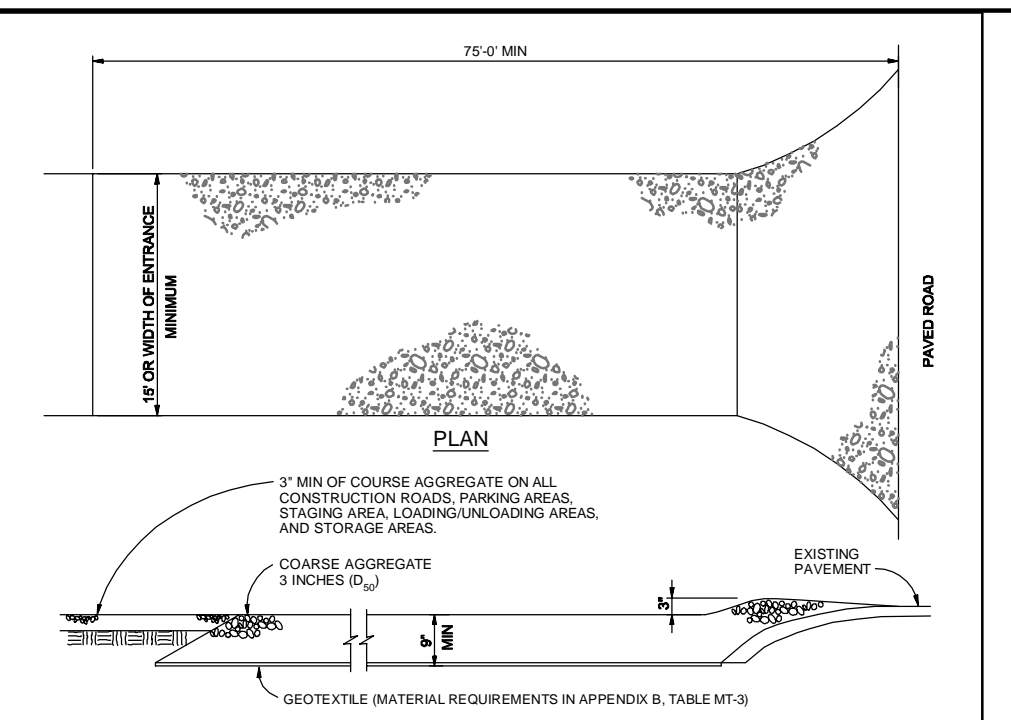 75'-0' MIN
15' OR WIDTH OF ENTRANCE
MINIMUM
PAVED ROAD
PLAN
3" MIN OF COURSE AGGREGATE ON ALL
CONSTRUCTION ROADS, PARKING AREAS,
STAGING AREA, LOADING/UNLOADING AREAS,
AND STORAGE AREAS.
COARSE AGGREGATE
3 INCHES (D50)
EXISTING
PAVEMENT
3"
9"
MIN
GEOTEXTILE (MATERIAL REQUIREMENTS IN APPENDIX B, TABLE MT-3)